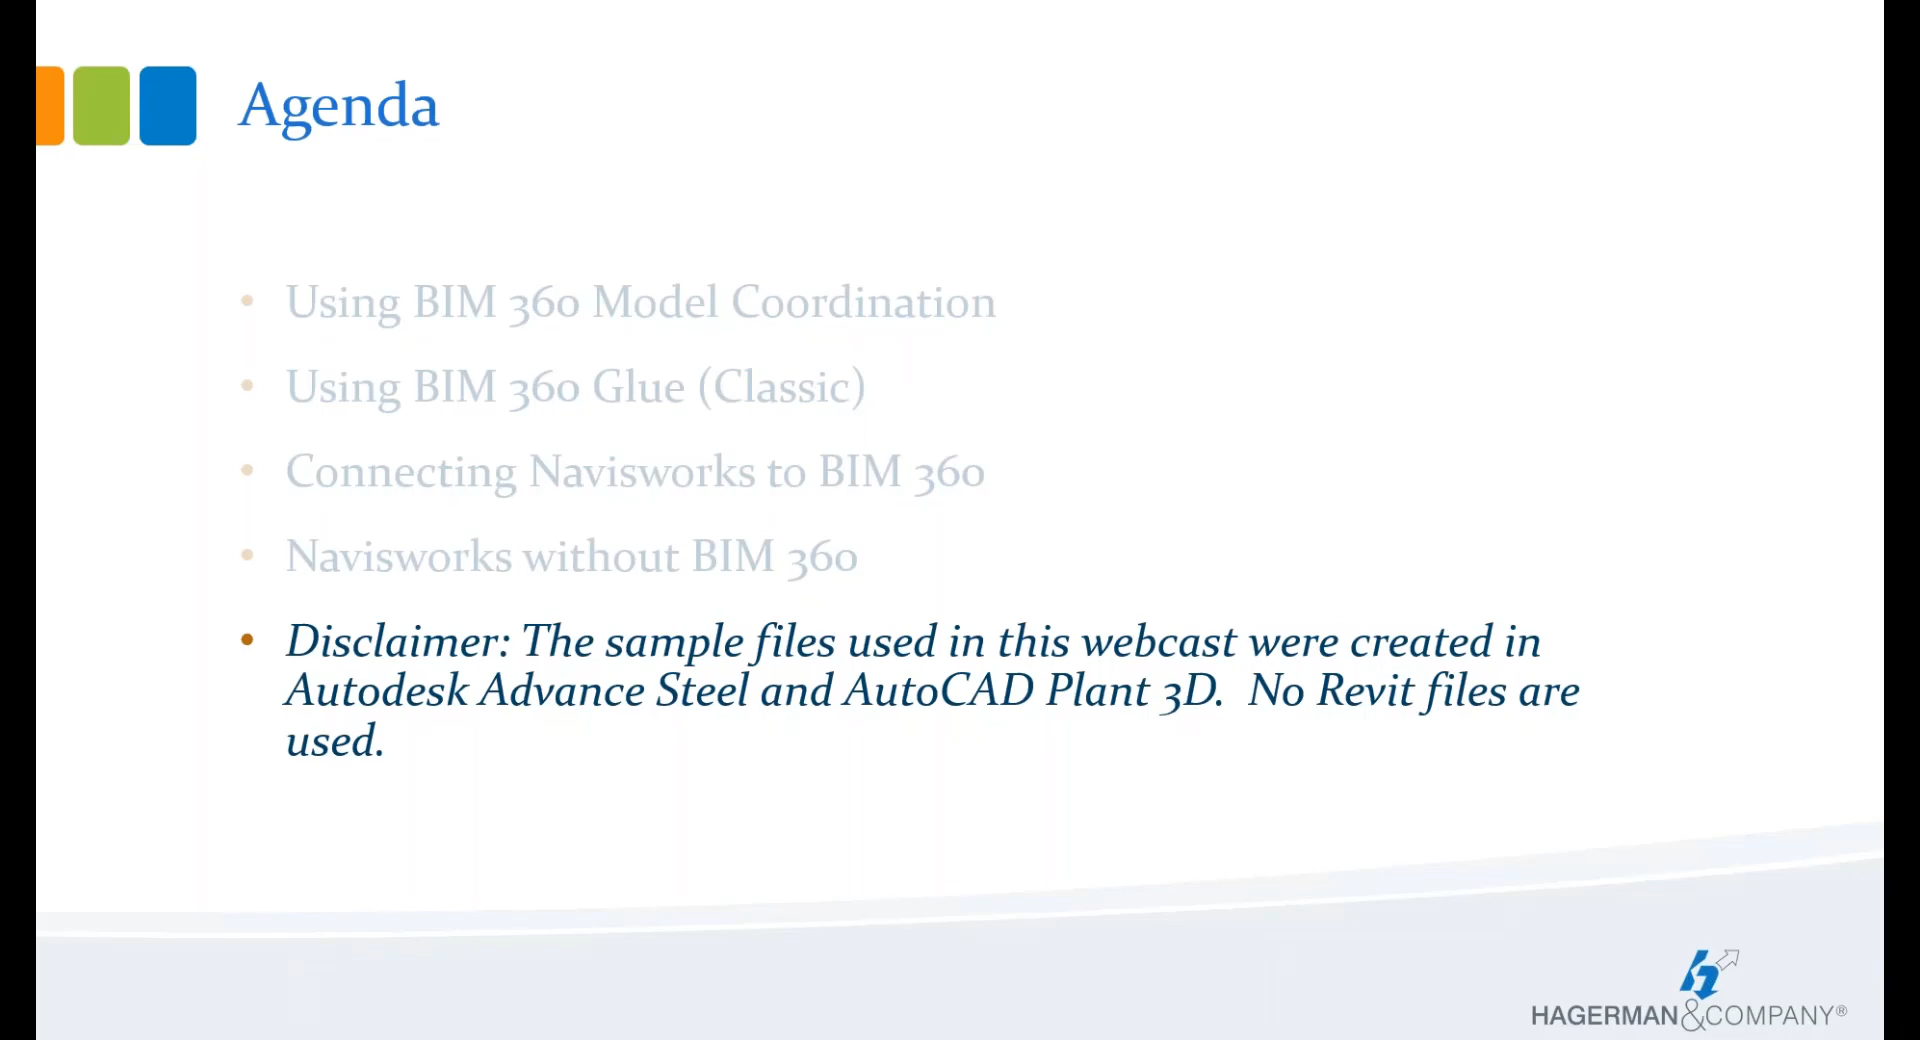 Agenda
• Using BIM 360 Model Coordination
• Using BIM 360 Glue (Classic)
• Connecting Navisworks to BIM 360
• Navisworks without BIM 360
• Disclaimer: The sample files used in this webcast were created in
Autodesk Advance Steel and AutoCAD Plant 3D.  No Revit files are
used.
HAGERMAN&COMPANY®